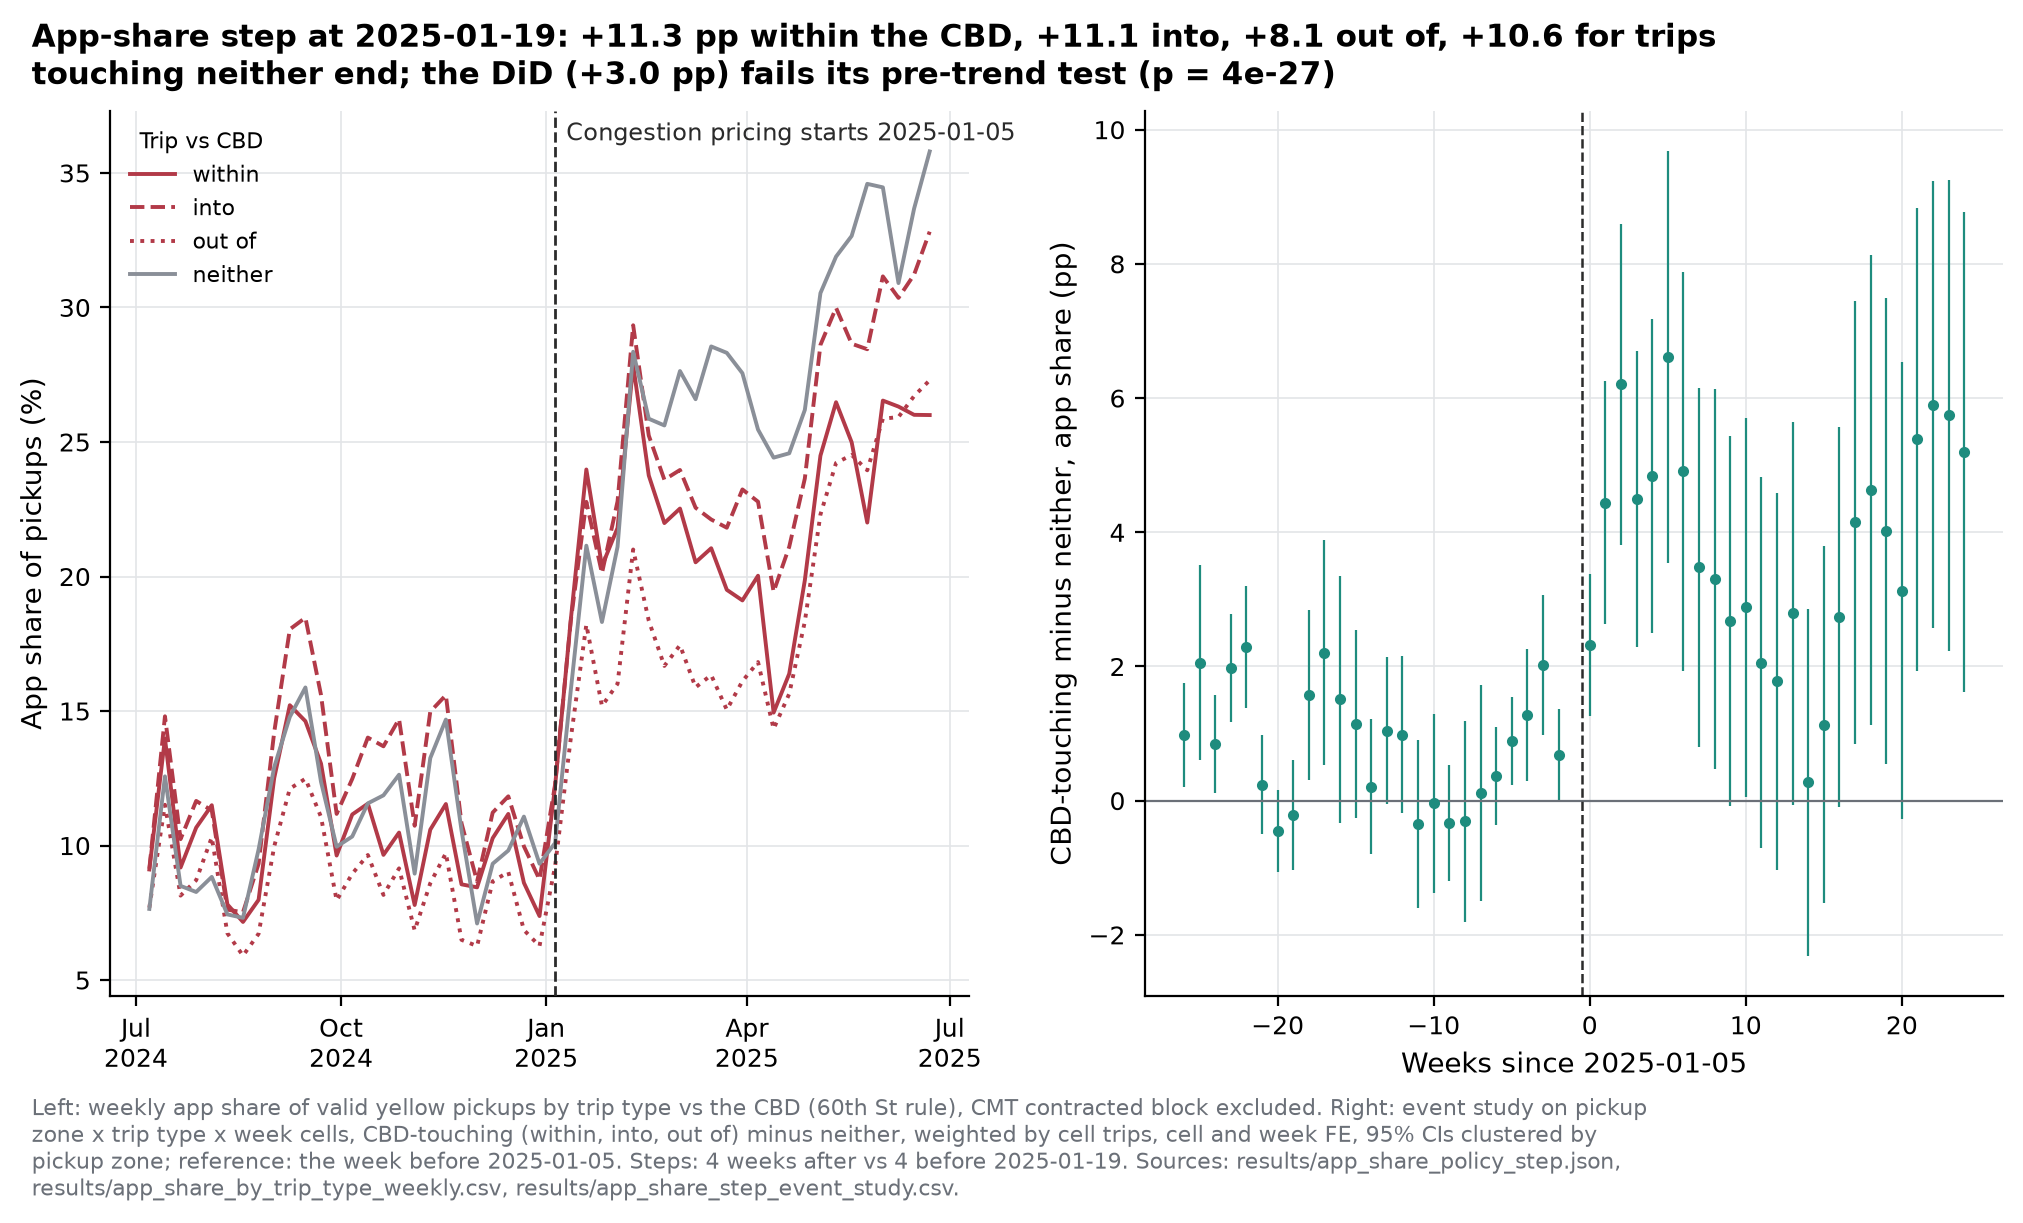 App-share step at 2025-01-19: +11.3 pp within the CBD, +11.1 into, +8.1 out of, +10.6 for trips
touching neither end; the DiD (+3.0 pp) fails its pre-trend test (p = 4e-27)
App share of pickups (%)
35
30
25
20
15
10
5
Trip vs CBD
within
into
out of
neither
Congestion pricing starts 2025-01-05
Jul
2024
Oct
2024
Jan
2025
Apr
2025
Jul
2025
CBD-touching minus neither, app share (pp)
10
8
6
4
2
0
−2
−20
−10
0
10
20
Weeks since 2025-01-05
Left: weekly app share of valid yellow pickups by trip type vs the CBD (60th St rule), CMT contracted block excluded. Right: event study on pickup
zone x trip type x week cells, CBD-touching (within, into, out of) minus neither, weighted by cell trips, cell and week FE, 95% CIs clustered by
pickup zone; reference: the week before 2025-01-05. Steps: 4 weeks after vs 4 before 2025-01-19. Sources: results/app_share_policy_step.json,
results/app_share_by_trip_type_weekly.csv, results/app_share_step_event_study.csv.